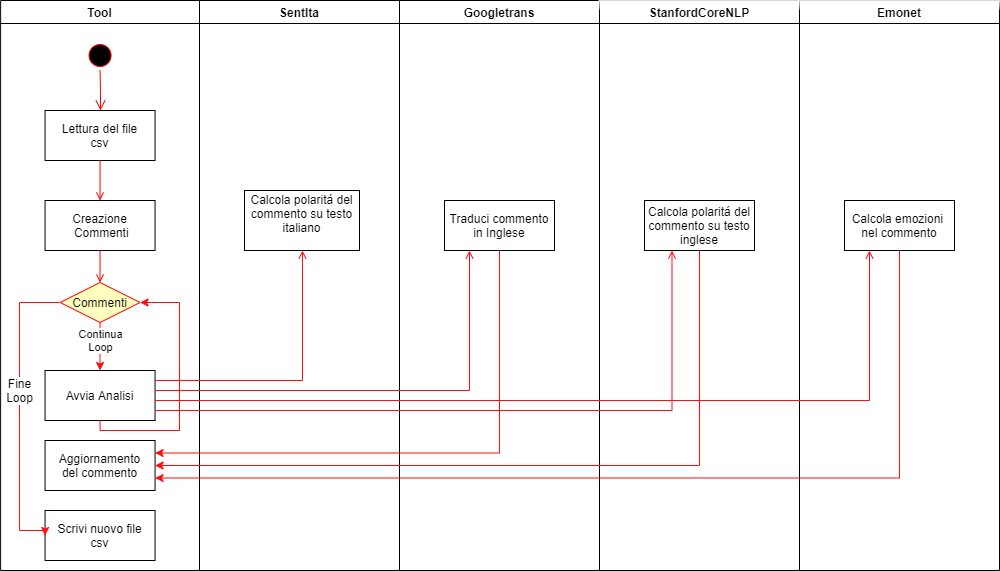 Tool
SentIta
Googletrans
StanfordCoreNLP
Emonet
Lettura del file
csv
Creazione
Commenti
Calcola polaritá del
commento su testo
italiano
Traduci commento
in Inglese
Calcola polaritá del
commento su testo
inglese
Calcola emozioni
nel commento
Commenti
Continua
Loop
Fine
Loop
Avvia Analisi
Aggiornamento
del commento
Scrivi nuovo file
csv